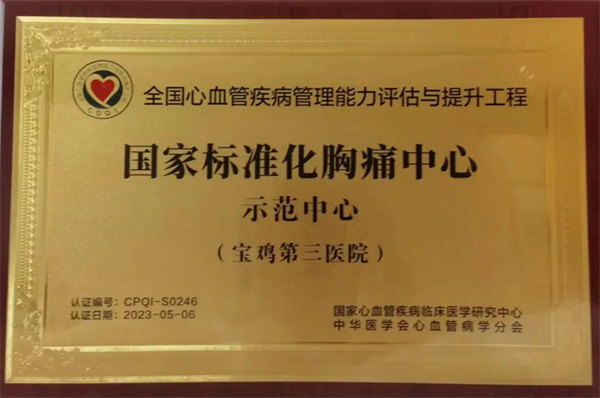 CDQI
全国心血管疾病管理能力评估与提升工程
国家标准化胸痛中心
示范中心
（宝鸡第三医院）
认证编号：CPQI-S0246
认证日期：2023-05-06
国家心血管疾病临床医学研究中心
中华医学会心血管病学分会